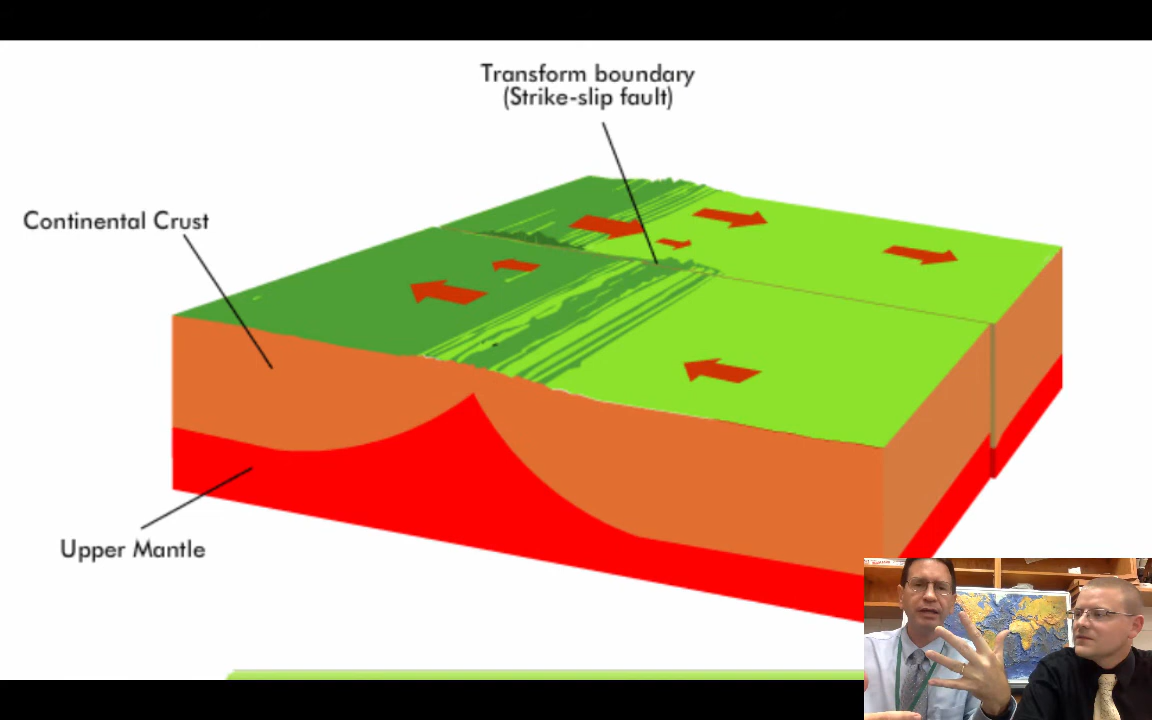 Transform boundary
(Strike-slip fault)
Continental Crust
Upper Mantle